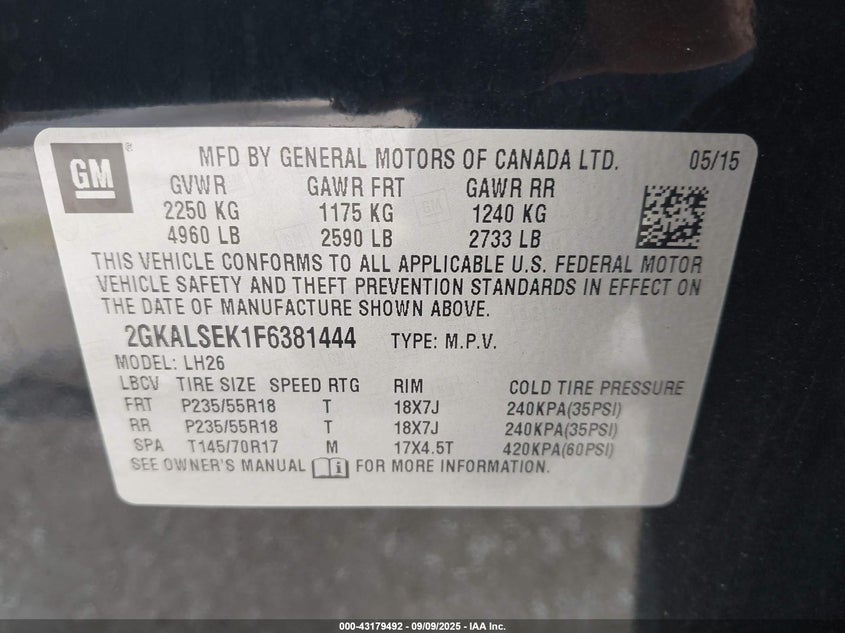 GM ® MFD BY GENERAL MOTORS OF CANADA LTD. 05/15
GVWR GAWR FRT GAWR RR
2250 KG 1175 KG 1240 KG
4960 LB 2590 LB 2733 LB
THIS VEHICLE CONFORMS TO ALL APPLICABLE U.S. FEDERAL MOTOR
VEHICLE SAFETY AND THEFT PREVENTION STANDARDS IN EFFECT ON
THE DATE OF MANUFACTURE SHOWN ABOVE.
2GKALSEK1F6381444 TYPE: M.P.V.
MODEL: LH26
LBCV TIRE SIZE SPEED RTG RIM COLD TIRE PRESSURE
FRT P235/55R18 T 18X7J 240KPA(35PSI)
RR P235/55R18 T 18X7J 240KPA(35PSI)
SPA T145/70R17 M 17X4.5T 420KPA(60PSI)
SEE OWNER'S MANUAL i FOR MORE INFORMATION.
000-43179492 - 09/09/2025 - IAA Inc.